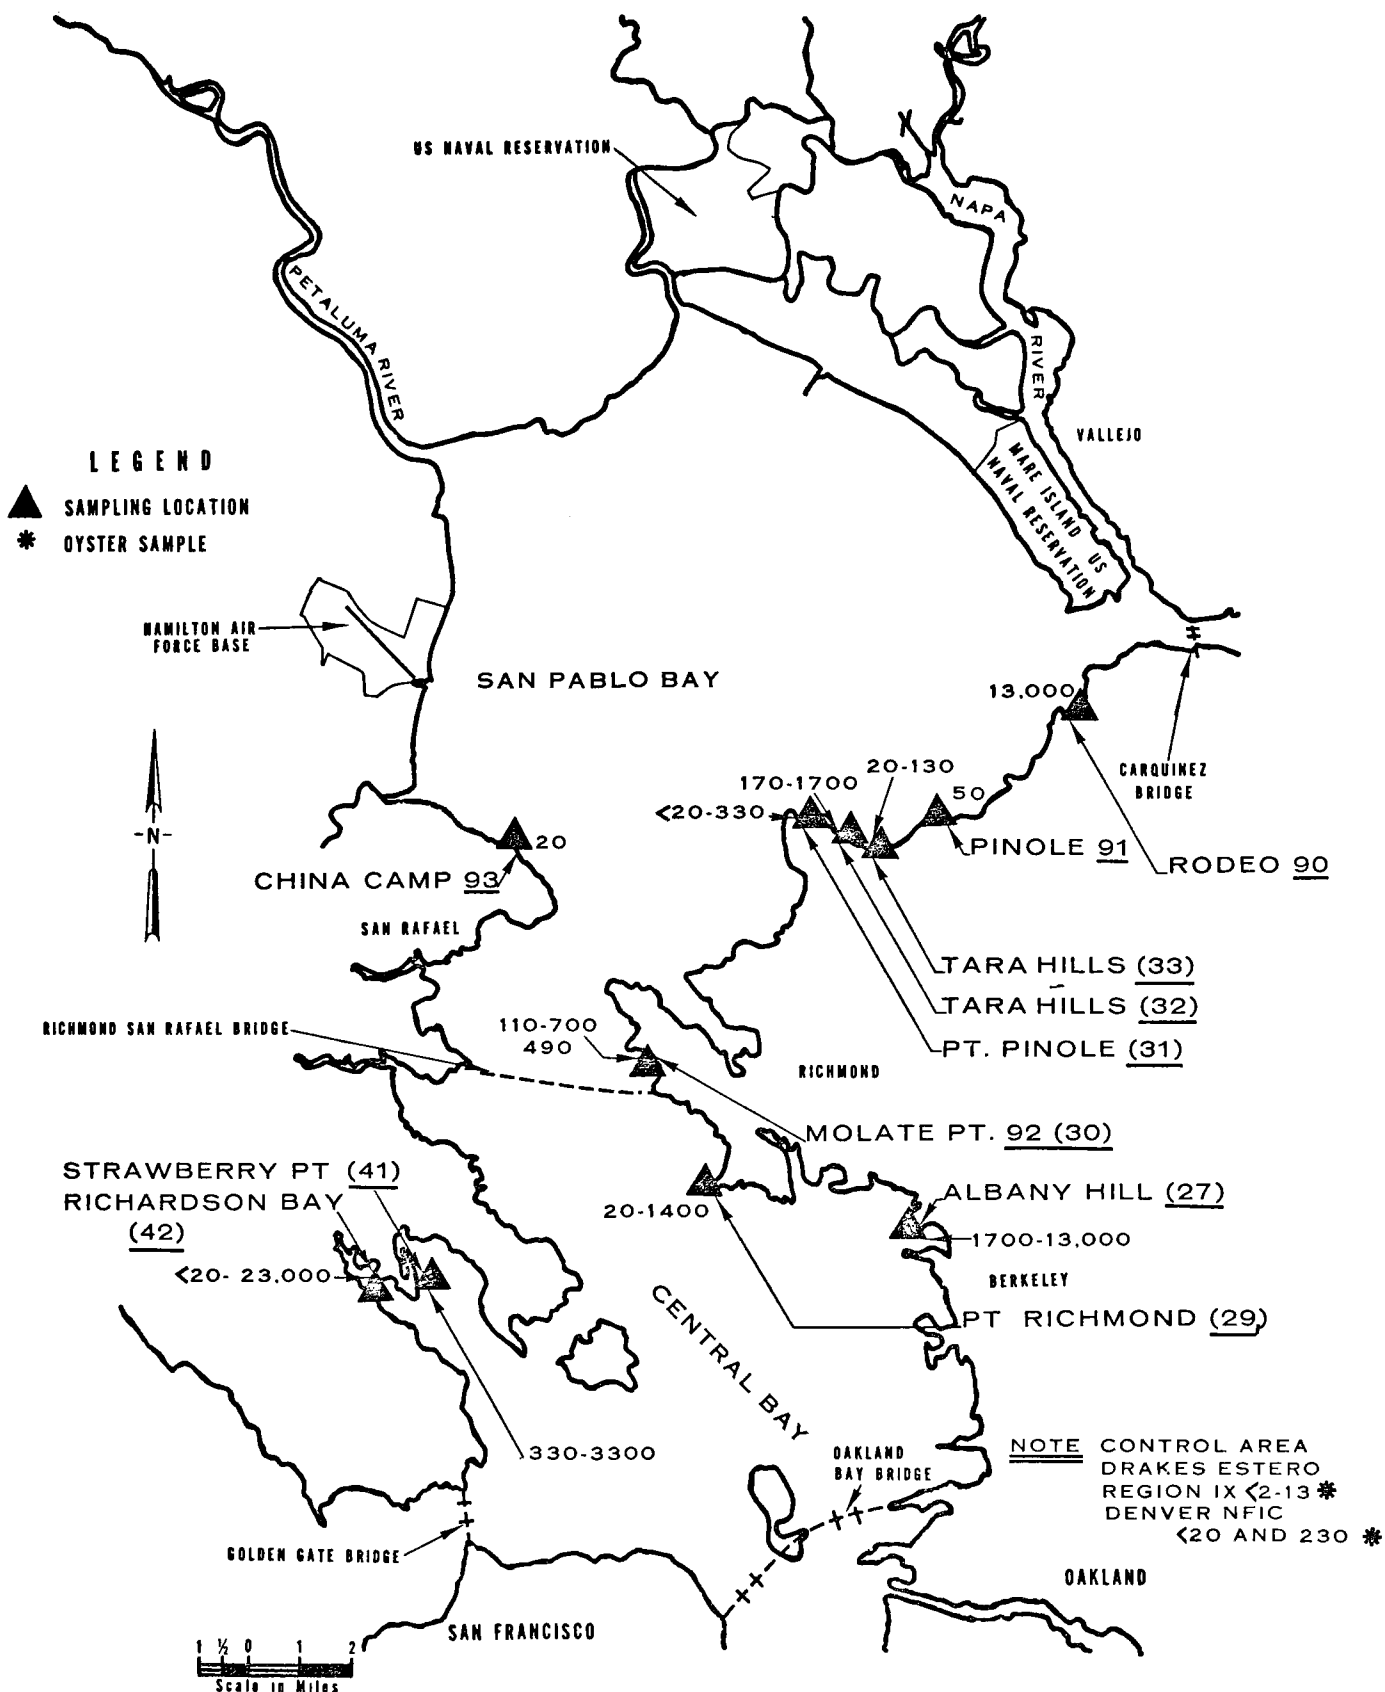 US NAVAL RESERVATION
NAPA
RIVER
PETALUMA RIVER
VALLEJO
MARE ISLAND US
NAVAL RESERVATION
LEGEND
SAMPLING LOCATION
OYSTER SAMPLE
HAMILTON AIR
FORCE BASE
SAN PABLO BAY
13,000
CARQUINEZ
BRIDGE
20-130
170-1700
<20-330
50
PINOLE 91
RODEO 90
-N-
20
CHINA CAMP 93
SAN RAFAEL
TARA HILLS (33)
TARA HILLS (32)
PT. PINOLE (31)
RICHMOND SAN RAFAEL BRIDGE
110-700
490
RICHMOND
MOLATE PT. 92 (30)
STRAWBERRY PT (41)
RICHARDSON BAY
(42)
<20- 23,000
20-1400
ALBANY HILL (27)
1700-13,000
BERKELEY
PT RICHMOND (29)
CENTRAL BAY
330-3300
OAKLAND
BAY BRIDGE
NOTE CONTROL AREA
DRAKES ESTERO
REGION IX <2-13 *
DENVER NFIC
<20 AND 230 *
GOLDEN GATE BRIDGE
OAKLAND
SAN FRANCISCO
1 ½ 0 1 2
Scale in Miles